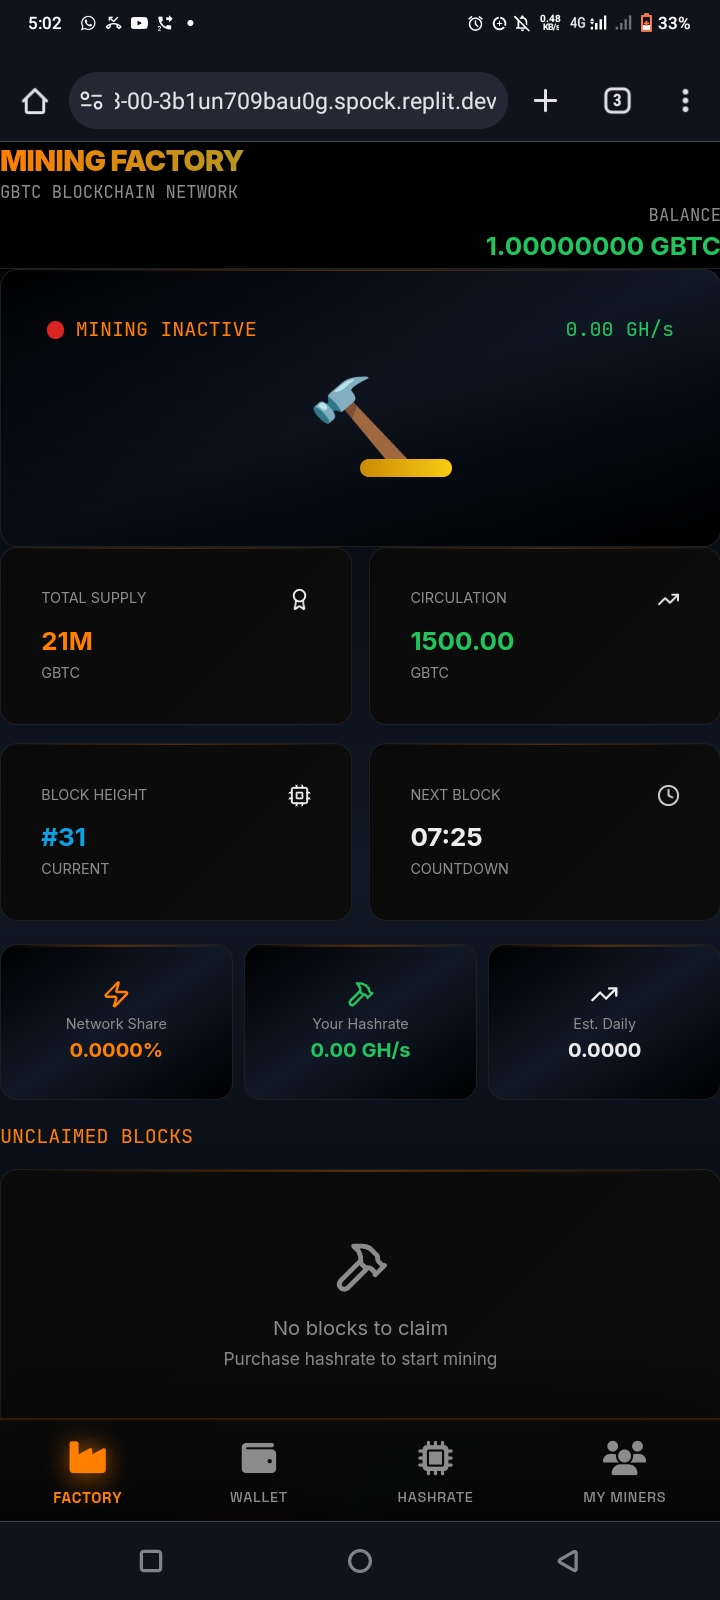 5:02
0.48
KB/s
4G
33%
3-00-3b1un709bau0g.spock.replit.dev
3
MINING FACTORY
GBTC BLOCKCHAIN NETWORK
BALANCE
1.00000000 GBTC
MINING INACTIVE
0.00 GH/s
TOTAL SUPPLY
21M
GBTC
CIRCULATION
1500.00
GBTC
BLOCK HEIGHT
#31
CURRENT
NEXT BLOCK
07:25
COUNTDOWN
Network Share
0.0000%
Your Hashrate
0.00 GH/s
Est. Daily
0.0000
UNCLAIMED BLOCKS
No blocks to claim
Purchase hashrate to start mining
FACTORY
WALLET
HASHRATE
MY MINERS